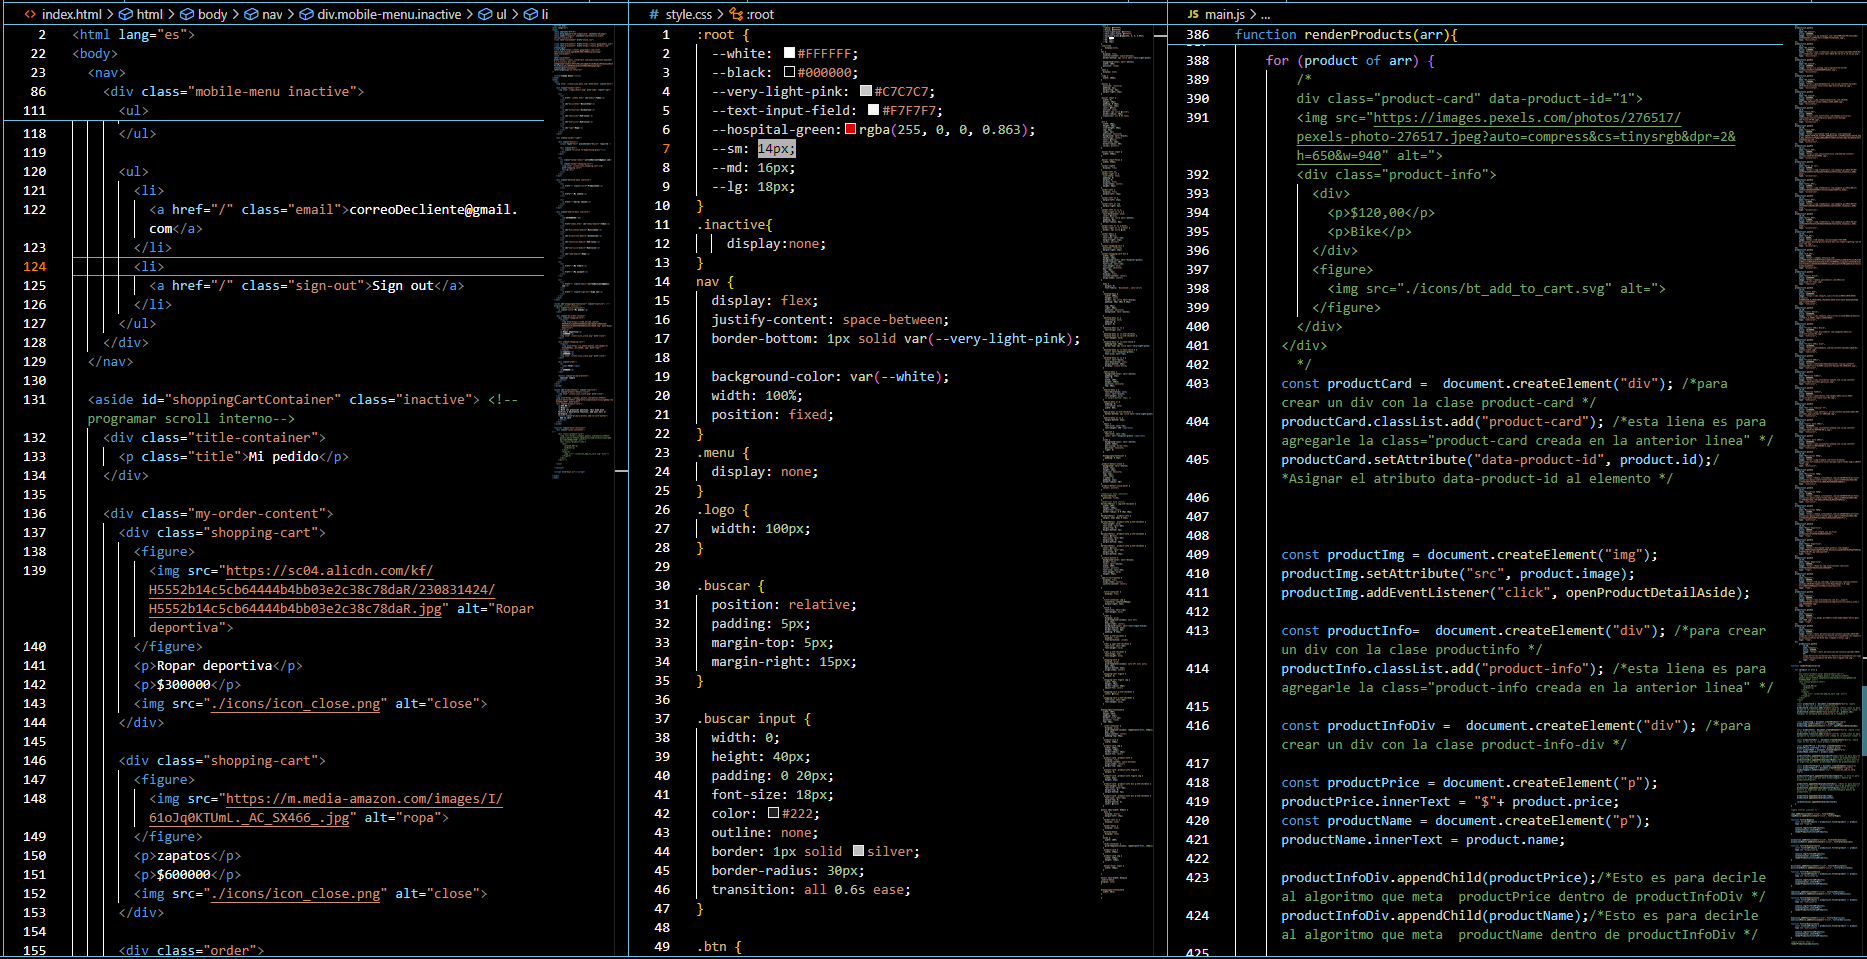 index.html > html > body > nav > div.mobile-menu.inactive > ul > li
2 <html lang="es">
22 <body>
23 <nav>
86 <div class="mobile-menu inactive">
111 <ul>
118 </ul>
119
120 <ul>
121 <li>
122 <a href="/" class="email">correoDecliente@gmail.
com</a>
123 </li>
124 <li>
125 <a href="/" class="sign-out">Sign out</a>
126 </li>
127 </ul>
128 </div>
129 </nav>
130
131 <aside id="shoppingCartContainer" class="inactive"> <!--
programar scroll interno-->
132 <div class="title-container">
133 <p class="title">Mi pedido</p>
134 </div>
135
136 <div class="my-order-content">
137 <div class="shopping-cart">
138 <figure>
139 <img src="https://sc04.alicdn.com/kf/
H5552b14c5cb64444b4bb03e2c38c78daR/230831424/
H5552b14c5cb64444b4bb03e2c38c78daR.jpg" alt="Ropar
deportiva">
140 </figure>
141 <p>Ropar deportiva</p>
142 <p>$300000</p>
143 <img src="./icons/icon_close.png" alt="close">
144 </div>
145
146 <div class="shopping-cart">
147 <figure>
148 <img src="https://m.media-amazon.com/images/I/
61oJq0KTUmL._AC_SX466_.jpg" alt="ropa">
149 </figure>
150 <p>zapatos</p>
151 <p>$600000</p>
152 <img src="./icons/icon_close.png" alt="close">
153 </div>
154
155 <div class="order">
# style.css > :root
1 :root {
2 --white: #FFFFFF;
3 --black: #000000;
4 --very-light-pink: #C7C7C7;
5 --text-input-field: #F7F7F7;
6 --hospital-green: rgba(255, 0, 0, 0.863);
7 --sm: 14px;
8 --md: 16px;
9 --lg: 18px;
10 }
11 .inactive{
12 display:none;
13 }
14 nav {
15 display: flex;
16 justify-content: space-between;
17 border-bottom: 1px solid var(--very-light-pink);
18
19 background-color: var(--white);
20 width: 100%;
21 position: fixed;
22 }
23 .menu {
24 display: none;
25 }
26 .logo {
27 width: 100px;
28 }
29
30 .buscar {
31 position: relative;
32 padding: 5px;
33 margin-top: 5px;
34 margin-right: 15px;
35 }
36
37 .buscar input {
38 width: 0;
39 height: 40px;
40 padding: 0 20px;
41 font-size: 18px;
42 color: #222;
43 outline: none;
44 border: 1px solid silver;
45 border-radius: 30px;
46 transition: all 0.6s ease;
47 }
48
49 .btn {
JS main.js > ...
386 function renderProducts(arr){
388 for (product of arr) {
389 /*
390 div class="product-card" data-product-id="1">
391 <img src="https://images.pexels.com/photos/276517/
pexels-photo-276517.jpeg?auto=compress&cs=tinysrgb&dpr=2&
h=650&w=940" alt=">
392 <div class="product-info">
393 <div>
394 <p>$120,00</p>
395 <p>Bike</p>
396 </div>
397 <figure>
398 <img src="./icons/bt_add_to_cart.svg" alt=">
399 </figure>
400 </div>
401 </div>
402 */
403 const productCard = document.createElement("div"); /*para
crear un div con la clase product-card */
404 productCard.classList.add("product-card"); /*esta liena es para
agregarle la class="product-card creada en la anterior linea" */
405 productCard.setAttribute("data-product-id", product.id);/
*Asignar el atributo data-product-id al elemento */
406
407
408
409 const productImg = document.createElement("img");
410 productImg.setAttribute("src", product.image);
411 productImg.addEventListener("click", openProductDetailAside);
412
413 const productInfo= document.createElement("div"); /*para crear
un div con la clase productinfo */
414 productInfo.classList.add("product-info"); /*esta liena es para
agregarle la class="product-info creada en la anterior linea" */
415
416 const productInfoDiv = document.createElement("div"); /*para
crear un div con la clase product-info-div */
417
418 const productPrice = document.createElement("p");
419 productPrice.innerText = "$"+ product.price;
420 const productName = document.createElement("p");
421 productName.innerText = product.name;
422
423 productInfoDiv.appendChild(productPrice);/*Esto es para decirle
al algoritmo que meta productPrice dentro de productInfoDiv */
424 productInfoDiv.appendChild(productName);/*Esto es para decirle
al algoritmo que meta productName dentro de productInfoDiv */
425